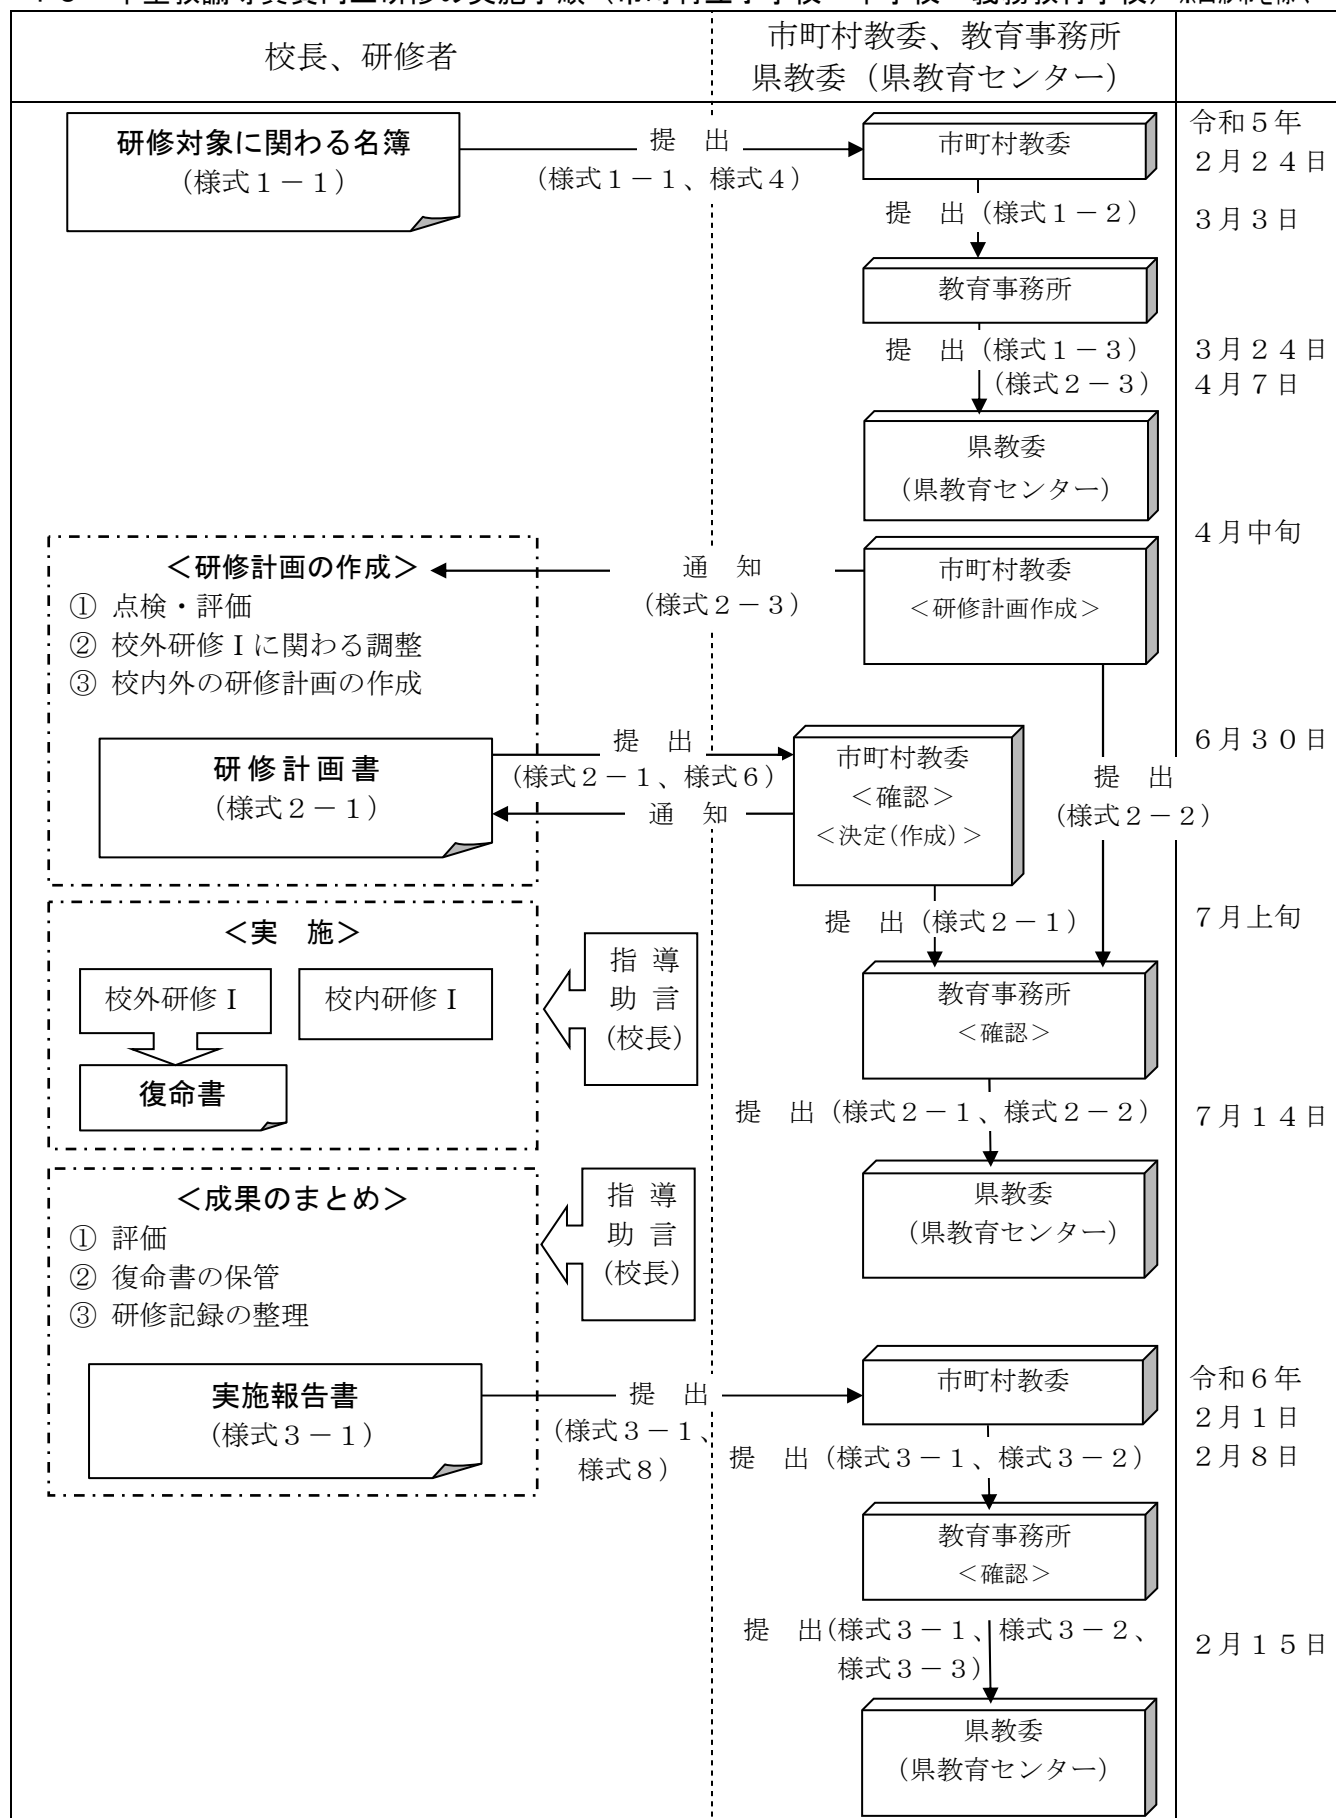 校長、研修者
市町村教委、教育事務所
県教委（県教育センター）
研修対象に関わる名簿
（様式１－１）
提　出
（様式１－１、様式４）
市町村教委
令和５年
２月２４日
提　出（様式１－２）
３月３日
教育事務所
提　出（様式１－３）
３月２４日
（様式２－３）
４月７日
県教委
（県教育センター）
４月中旬
＜研修計画の作成＞
① 点検・評価
② 校外研修Ⅰに関わる調整
③ 校内外の研修計画の作成
通　知
（様式２－３）
市町村教委
＜研修計画作成＞
研修計画書
（様式２－１）
提　出
（様式２－１、様式６）
通　知
市町村教委
＜確認＞
＜決定(作成)＞
６月３０日
提　出
（様式２－２）
提　出（様式２－１）
７月上旬
＜実　施＞
校外研修Ⅰ
校内研修Ⅰ
復命書
指 導
助 言
(校長)
教育事務所
＜確認＞
提　出（様式２－１、様式２－２）
７月１４日
県教委
（県教育センター）
＜成果のまとめ＞
① 評価
② 復命書の保管
③ 研修記録の整理
指 導
助 言
(校長)
実施報告書
（様式３－１）
提　出
（様式３－１、
様式８）
市町村教委
令和６年
２月１日
提　出（様式３－１、様式３－２）
２月８日
教育事務所
＜確認＞
提　出(様式３－１、様式３－２、
様式３－３）
２月１５日
県教委
（県教育センター）